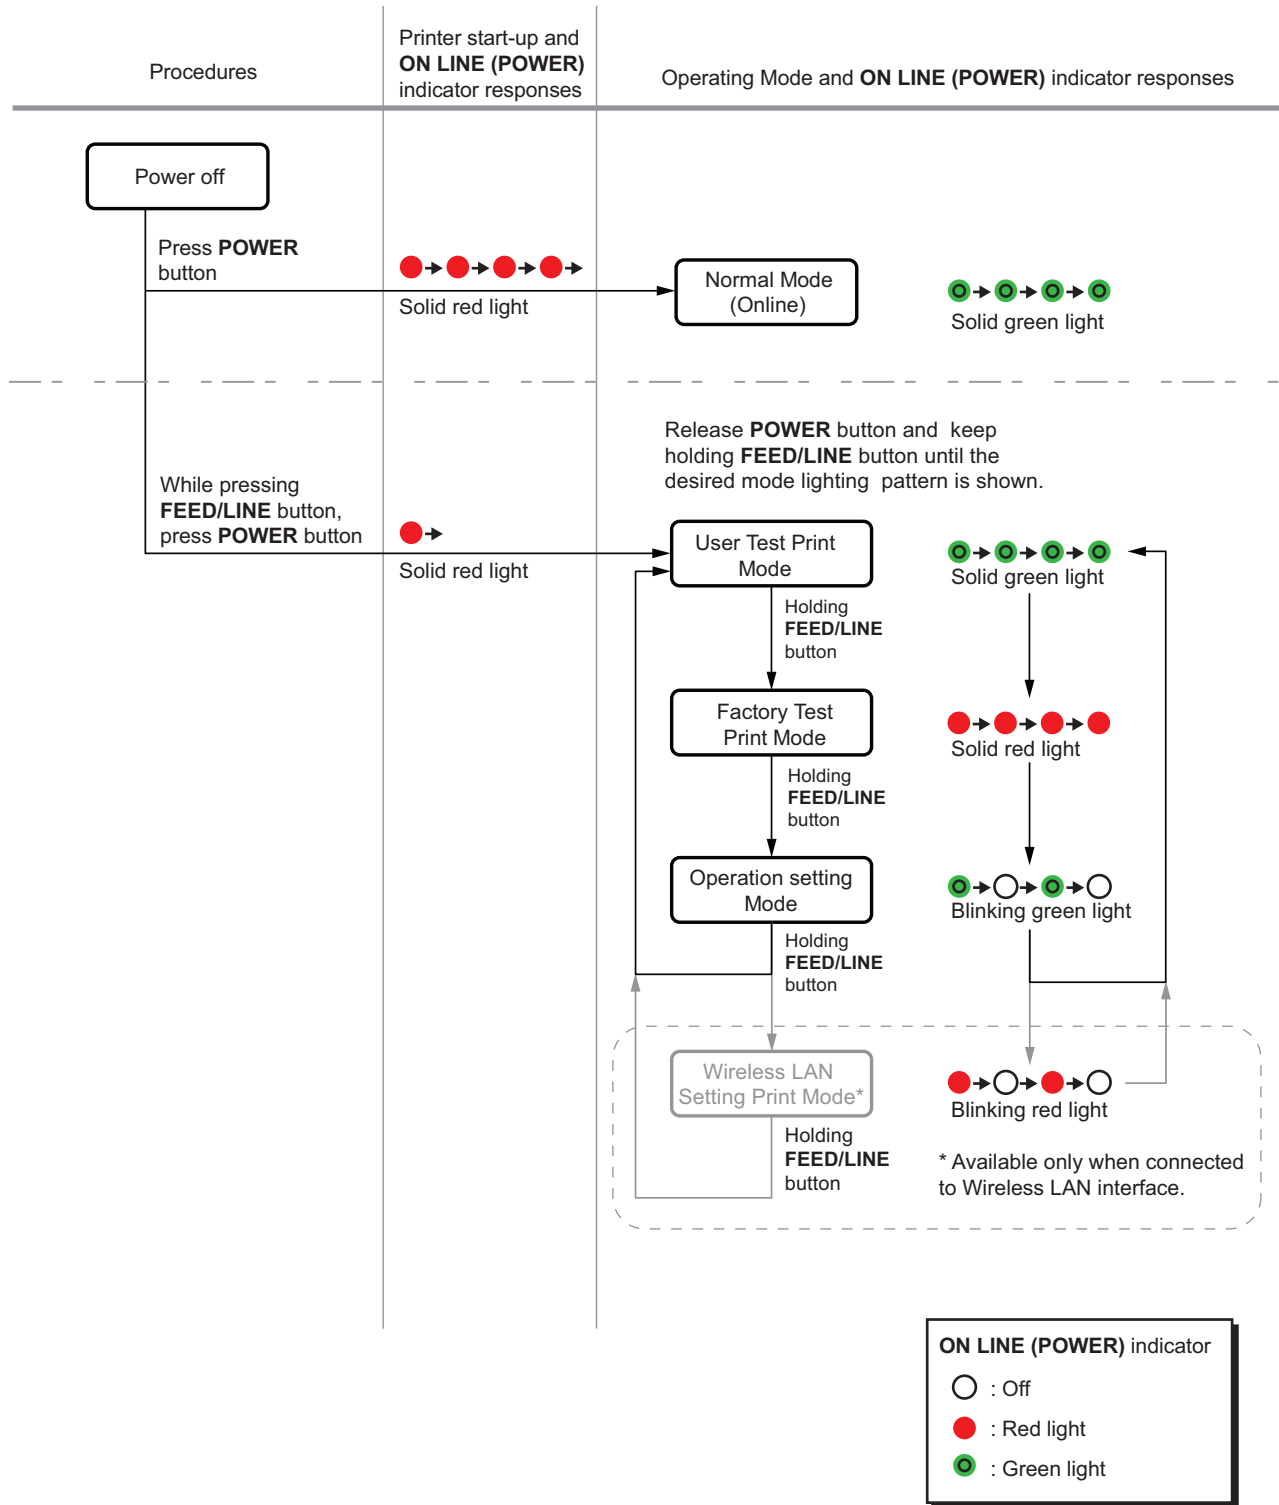 Procedures
Printer start-up and
ON LINE (POWER)
indicator responses
Operating Mode and ON LINE (POWER) indicator responses
Power off
Press POWER
button
Solid red light
Normal Mode
(Online)
Solid green light
Release POWER button and keep
holding FEED/LINE button until the
desired mode lighting pattern is shown.
While pressing
FEED/LINE button,
press POWER button
Solid red light
User Test Print
Mode
Solid green light
Holding
FEED/LINE
button
Factory Test
Print Mode
Solid red light
Holding
FEED/LINE
button
Operation setting
Mode
Blinking green light
Holding
FEED/LINE
button
Wireless LAN
Setting Print Mode*
Blinking red light
Holding
FEED/LINE
button
* Available only when connected
to Wireless LAN interface.
ON LINE (POWER) indicator
: Off
: Red light
: Green light